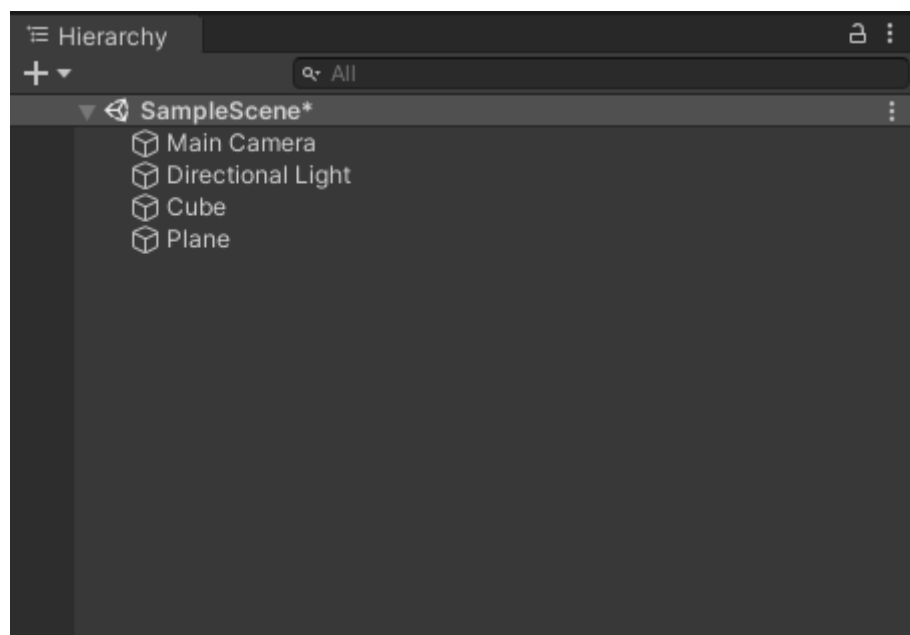 Hierarchy
All
SampleScene*
Main Camera
Directional Light
Cube
Plane